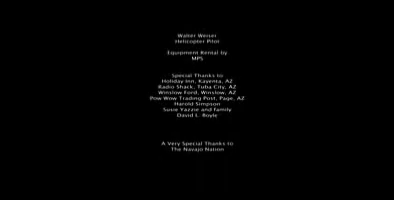 Walter Weiser
Helicopter Pilot
Equipment Rental by
MPS
Special Thanks to
Holiday Inn, Kayenta, AZ
Radio Shack, Tuba City, AZ
Winslow Ford, Winslow, AZ
Pow Wow Trading Post, Page, AZ
Harold Simpson
Susie Yazzie and Family
David L. Boyle
A Very Special Thanks to
The Navajo Nation